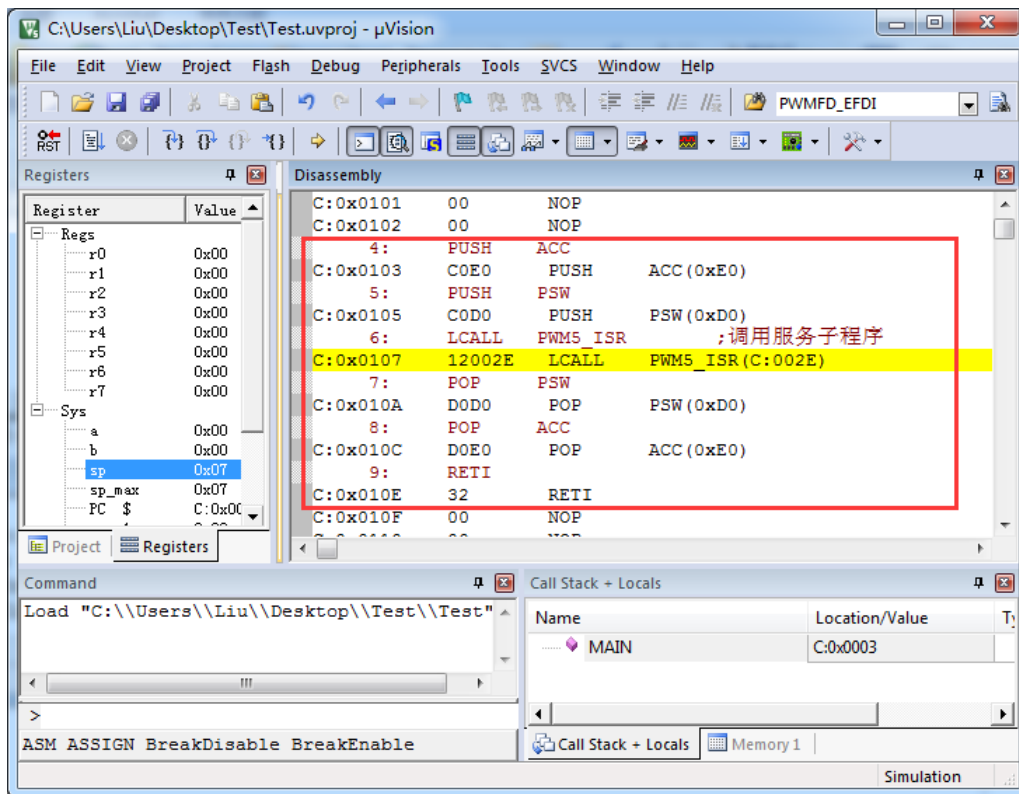 C:\Users\Liu\Desktop\Test\Test.uvproj - µVision
File Edit View Project Flash Debug Peripherals Tools SVCS Window Help
PWMFD_EFDI
RST
Registers
Register Value
Regs
r0 0x00
r1 0x00
r2 0x00
r3 0x00
r4 0x00
r5 0x00
r6 0x00
r7 0x00
Sys
a 0x00
b 0x00
sp 0x07
sp_max 0x07
PC $ C:0x00
Project Registers
Disassembly
C:0x0101 00 NOP
C:0x0102 00 NOP
4: PUSH ACC
C:0x0103 C0E0 PUSH ACC(0xE0)
5: PUSH PSW
C:0x0105 C0D0 PUSH PSW(0xD0)
6: LCALL PWM5_ISR ;调用服务子程序
C:0x0107 12002E LCALL PWM5_ISR(C:002E)
7: POP PSW
C:0x010A D0D0 POP PSW(0xD0)
8: POP ACC
C:0x010C D0E0 POP ACC(0xE0)
9: RETI
C:0x010E 32 RETI
C:0x010F 00 NOP
Command
Load "C:\\Users\\Liu\\Desktop\\Test\\Test"
>
ASM ASSIGN BreakDisable BreakEnable
Call Stack + Locals
Name Location/Value
MAIN C:0x0003
Call Stack + Locals Memory 1
Simulation